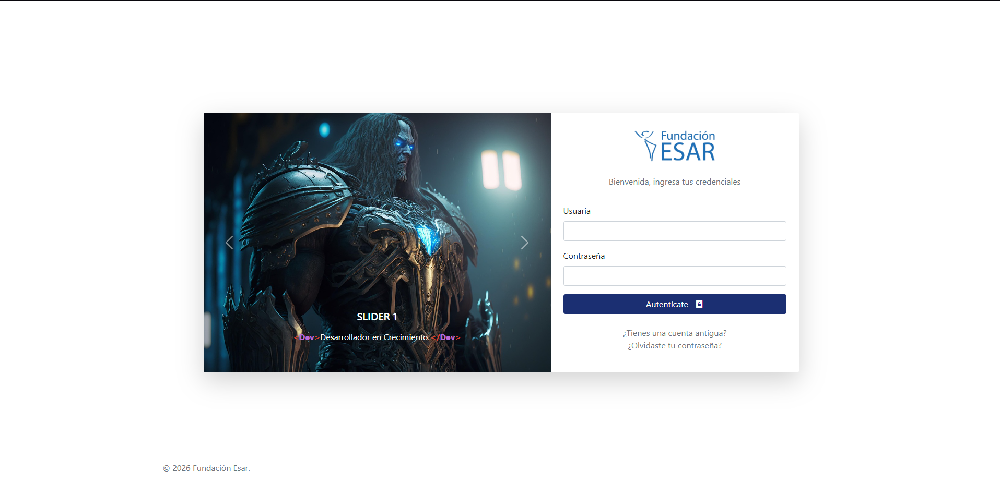 SLIDER 1
<Dev>Desarrollador en Crecimiento </Dev>
Fundación
ESAR
Bienvenida, ingresa tus credenciales
Usuaria
Contraseña
Autentícate
¿Tienes una cuenta antigua?
¿Olvidaste tu contraseña?
© 2026 Fundación Esar.